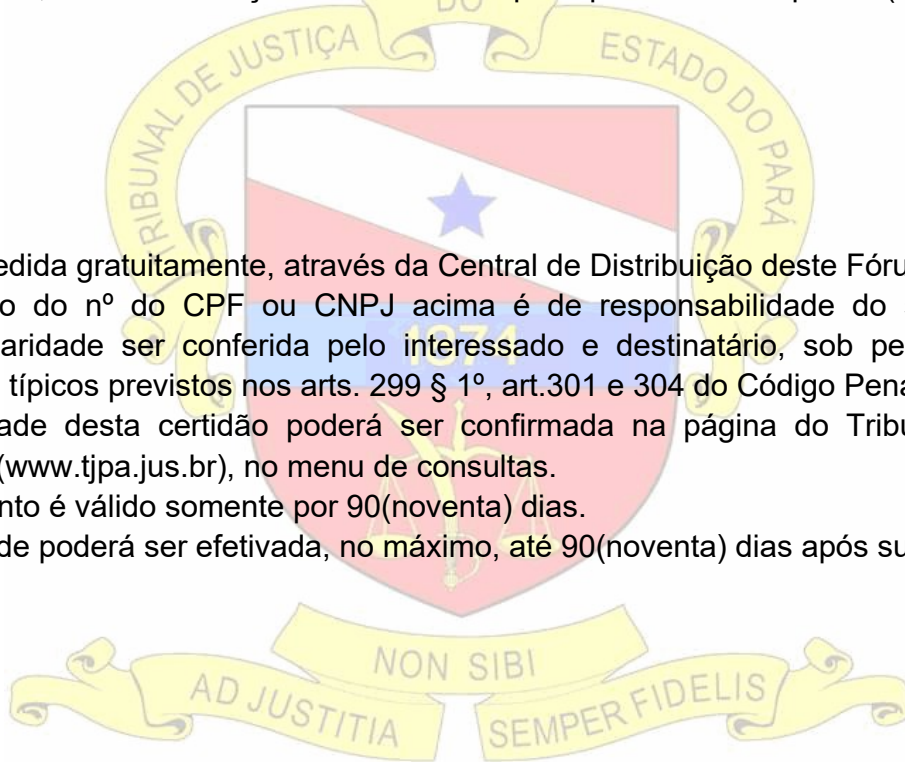 DO
TRIBUNAL DE JUSTIÇA
ESTADO DO PARÁ
edida gratuitamente, através da Central de Distribuição deste Fóru
o do nº do CPF ou CNPJ acima é de responsabilidade do
1874
aridade ser conferida pelo interessado e destinatário, sob pe
típicos previstos nos arts. 299 § 1º, art.301 e 304 do Código Pena
ade desta certidão poderá ser confirmada na página do Tribu
(www.tjpa.jus.br), no menu de consultas.
nto é válido somente por 90(noventa) dias.
de poderá ser efetivada, no máximo, até 90(noventa) dias após su
NON SIBI
AD JUSTITIA
SEMPER FIDELIS